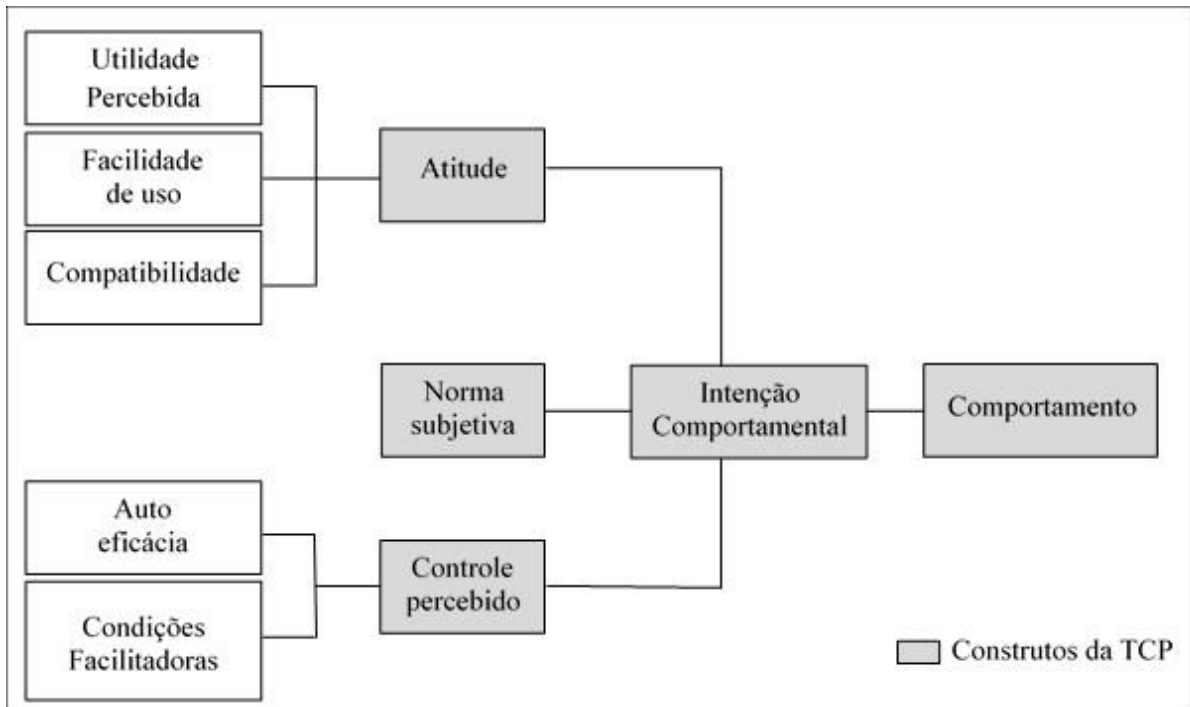 Utilidade
Percebida
Facilidade
de uso
Compatibilidade
Atitude
Norma
subjetiva
Intenção
Comportamental
Comportamento
Auto
eficácia
Condições
Facilitadoras
Controle
percebido
Construtos da TCP